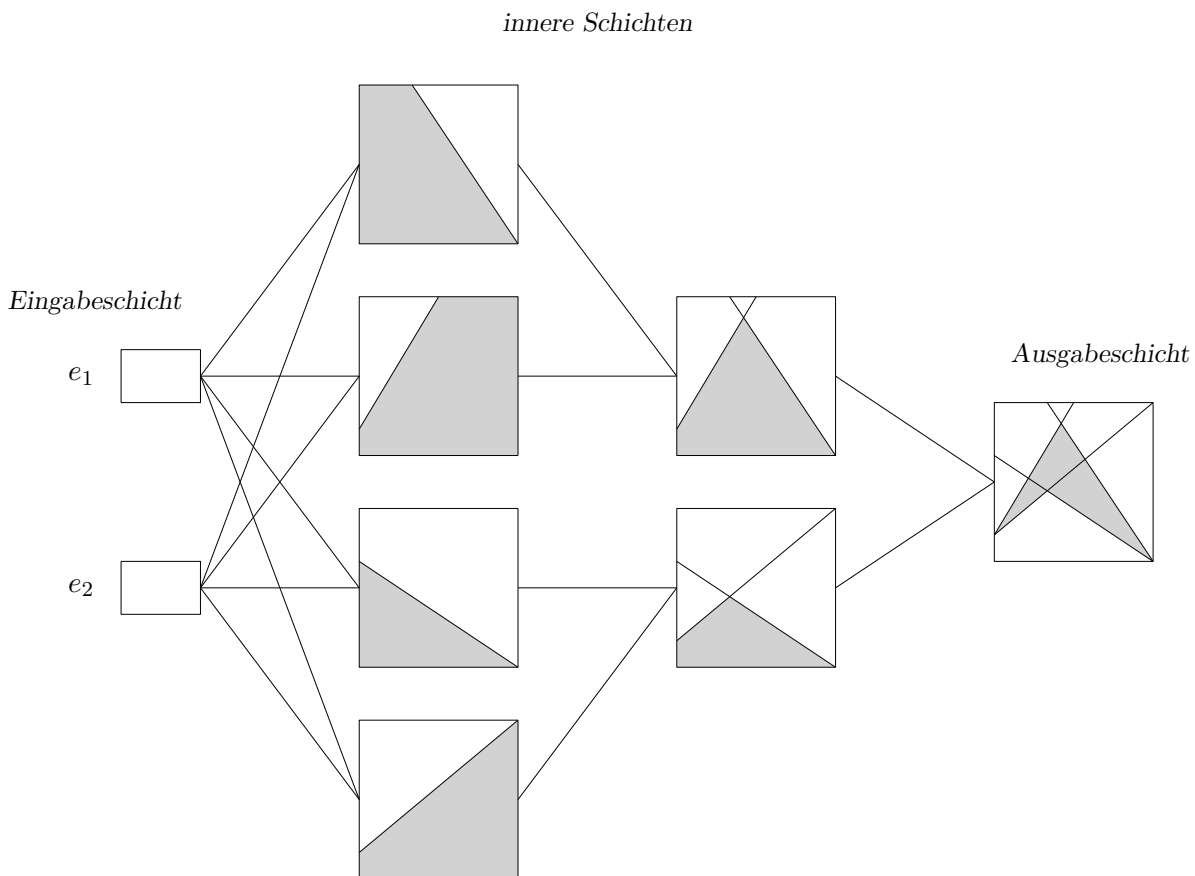 innere Schichten
Eingabeschicht
Ausgabeschicht
e₁
e₂